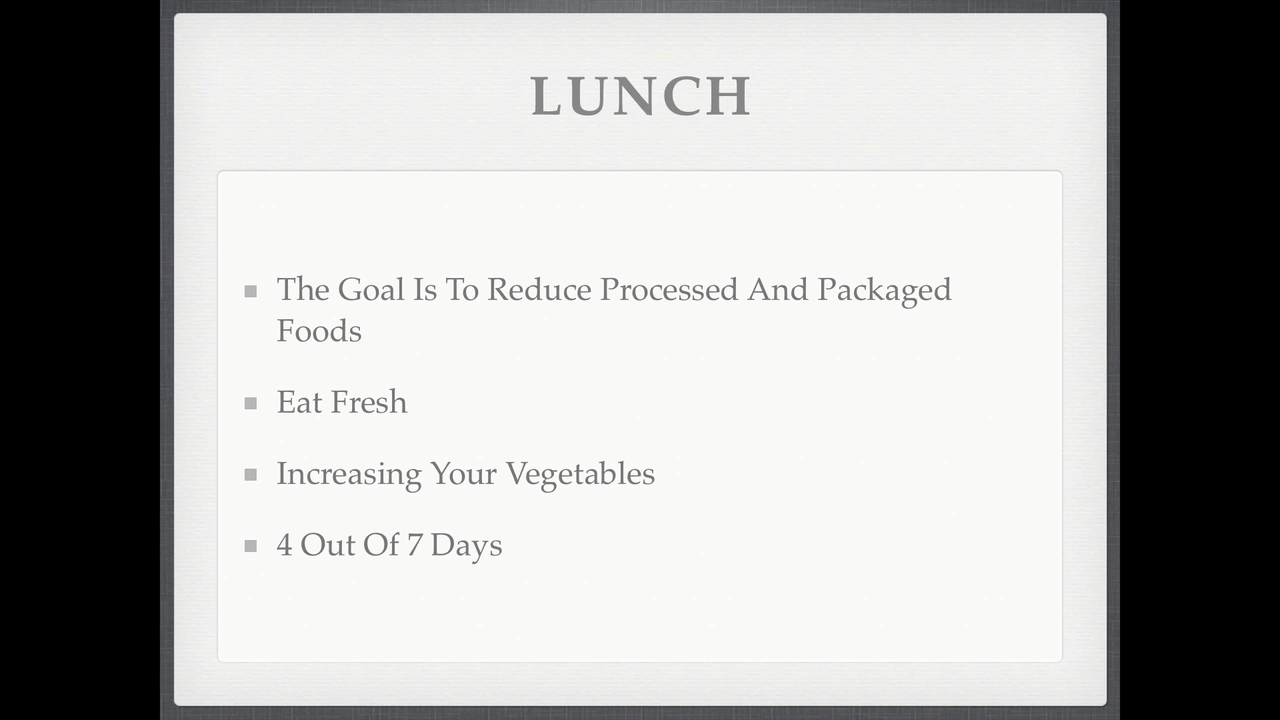 LUNCH
The Goal Is To Reduce Processed And Packaged
Foods
Eat Fresh
Increasing Your Vegetables
4 Out Of 7 Days